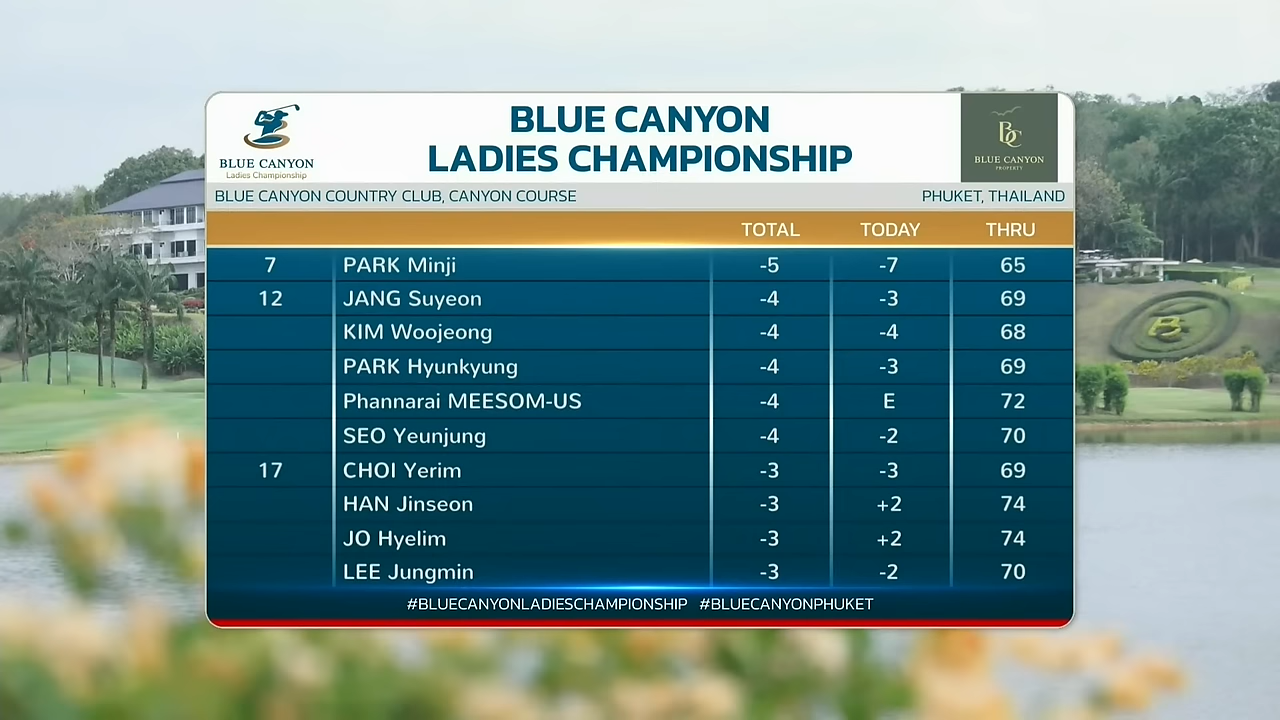 BLUE CANYON
LADIES CHAMPIONSHIP
BLUE CANYON
Ladies Championship
BC
BLUE CANYON
PROPERTY
BLUE CANYON COUNTRY CLUB, CANYON COURSE PHUKET, THAILAND
TOTAL TODAY THRU
7 PARK Minji -5 -7 65
12 JANG Suyeon -4 -3 69
KIM Woojeong -4 -4 68
PARK Hyunkyung -4 -3 69
Phannarai MEESOM-US -4 E 72
SEO Yeunjung -4 -2 70
17 CHOI Yerim -3 -3 69
HAN Jinseon -3 +2 74
JO Hyelim -3 +2 74
LEE Jungmin -3 -2 70
#BLUECANYONLADIESCHAMPIONSHIP #BLUECANYONPHUKET